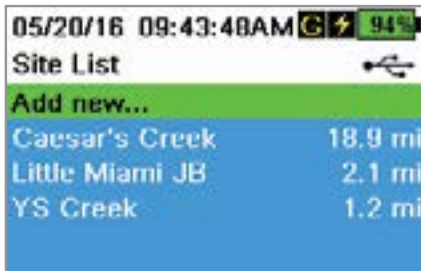 05/20/16 09:43:48AM G 94%
Site List
Add new...
Caesar's Creek 18.9 mi
Little Miami JB 2.1 mi
YS Creek 1.2 mi